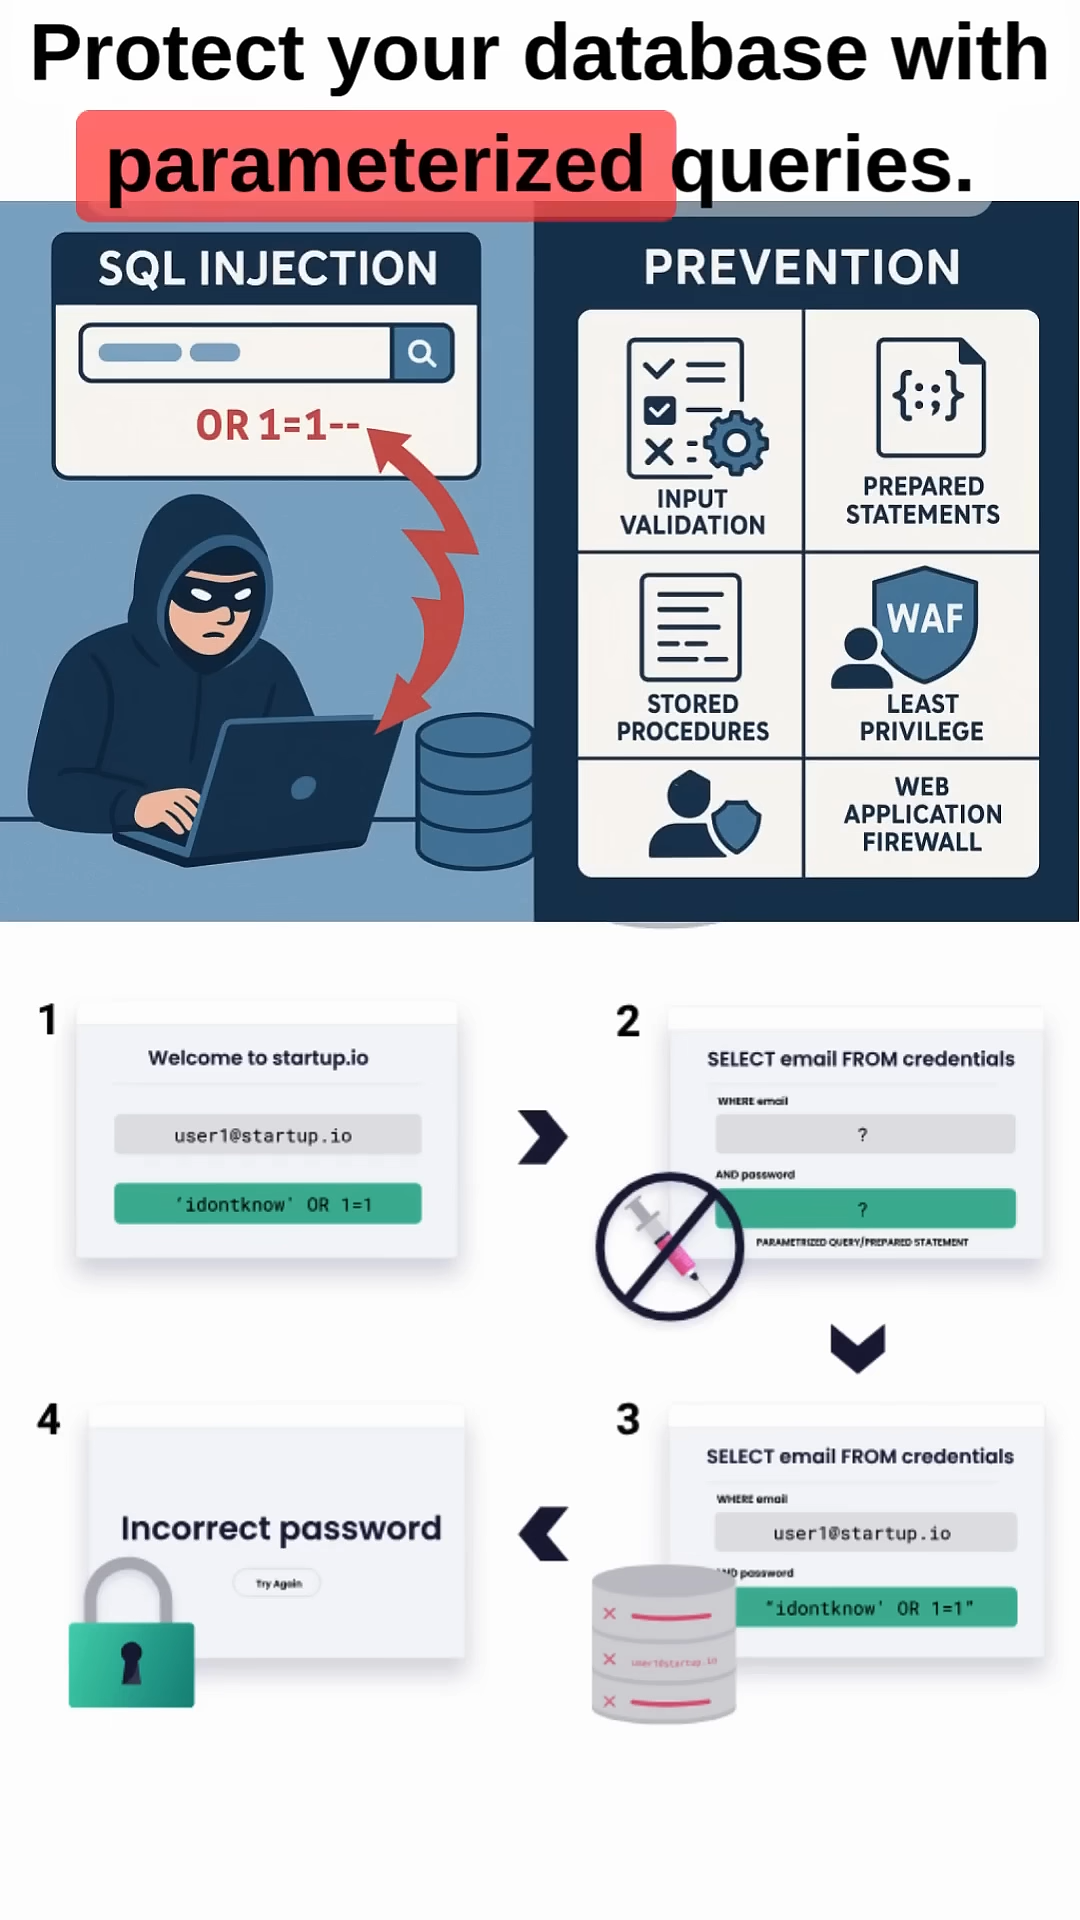 Protect your database with
parameterized queries.
SQL INJECTION
OR 1=1--
PREVENTION
INPUT
VALIDATION
PREPARED
STATEMENTS
STORED
PROCEDURES
WAF
LEAST
PRIVILEGE
WEB
APPLICATION
FIREWALL
1
Welcome to startup.io
user1@startup.io
‘idontknow' OR 1=1
2
SELECT email FROM credentials
WHERE email
?
AND password
?
PARAMETRIZED QUERY/PREPARED STATEMENT
4
Incorrect password
Try Again
3
SELECT email FROM credentials
WHERE email
user1@startup.io
password
“idontknow' OR 1=1”
user1@startup.io